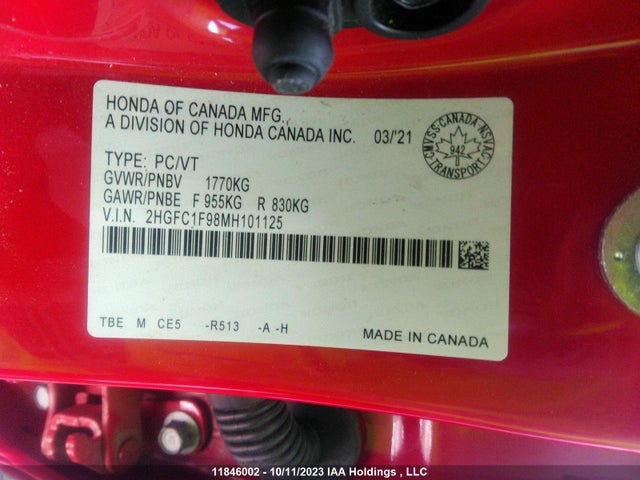 HONDA OF CANADA MFG.,
A DIVISION OF HONDA CANADA INC. 03/'21
CMVSS-CANADA-NSVAC
942
TYPE: PC/VT
GVWR/PNBV 1770KG
GAWR/PNBE F 955KG R 830KG
V.I.N. 2HGFC1F98MH101125
TBE M CE5 -R513 -A -H
MADE IN CANADA
11846002 - 10/11/2023 IAA Holdings , LLC